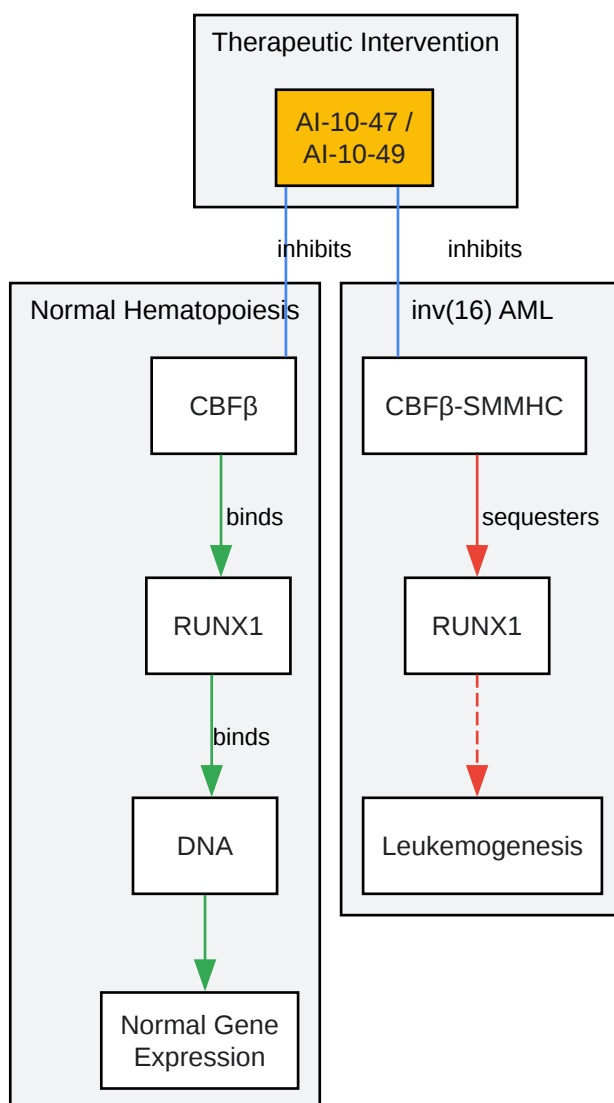 Therapeutic Intervention
AI-10-47 /
AI-10-49
inhibits
inhibits
Normal Hematopoiesis
inv(16) AML
CBFβ
CBFβ-SMMHC
binds
sequesters
RUNX1
RUNX1
binds
DNA
Leukemogenesis
Normal Gene
Expression